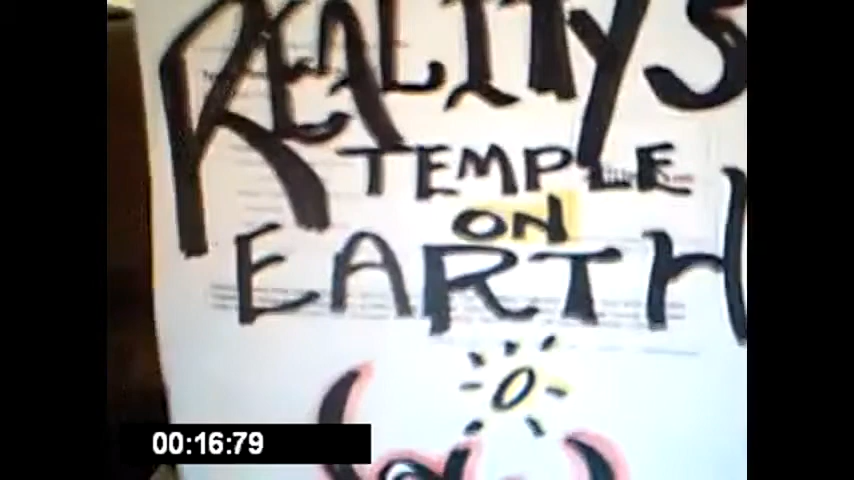 REALITYS
TEMPLE
ON
EARTH
00:16:79